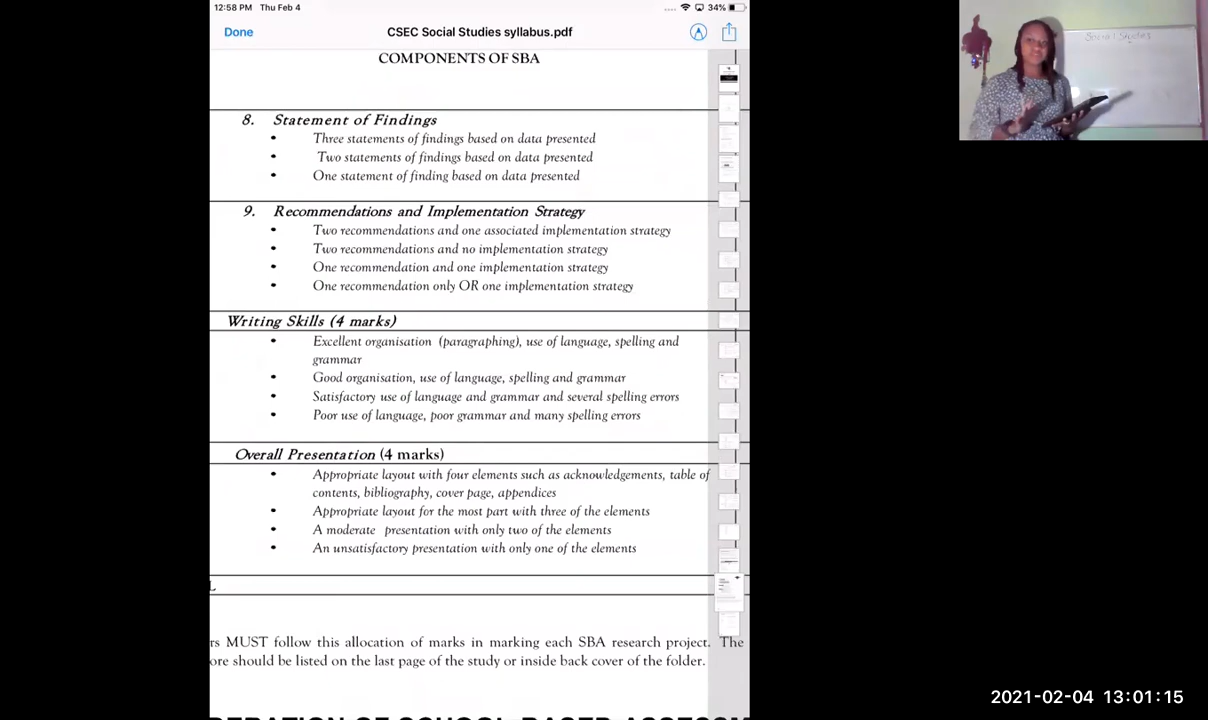 12:58 PM Thu Feb 4
34%
Done
CSEC Social Studies syllabus.pdf
COMPONENTS OF SBA
8. Statement of Findings
• Three statements of findings based on data presented
• Two statements of findings based on data presented
• One statement of finding based on data presented
9. Recommendations and Implementation Strategy
• Two recommendations and one associated implementation strategy
• Two recommendations and no implementation strategy
• One recommendation and one implementation strategy
• One recommendation only OR one implementation strategy
Writing Skills (4 marks)
• Excellent organisation (paragraphing), use of language, spelling and
grammar
• Good organisation, use of language, spelling and grammar
• Satisfactory use of language and grammar and several spelling errors
• Poor use of language, poor grammar and many spelling errors
Overall Presentation (4 marks)
• Appropriate layout with four elements such as acknowledgements, table of
contents, bibliography, cover page, appendices
• Appropriate layout for the most part with three of the elements
• A moderate presentation with only two of the elements
• An unsatisfactory presentation with only one of the elements
L
rs MUST follow this allocation of marks in marking each SBA research project. The
ore should be listed on the last page of the study or inside back cover of the folder.
Social Studies
2021-02-04 13:01:15